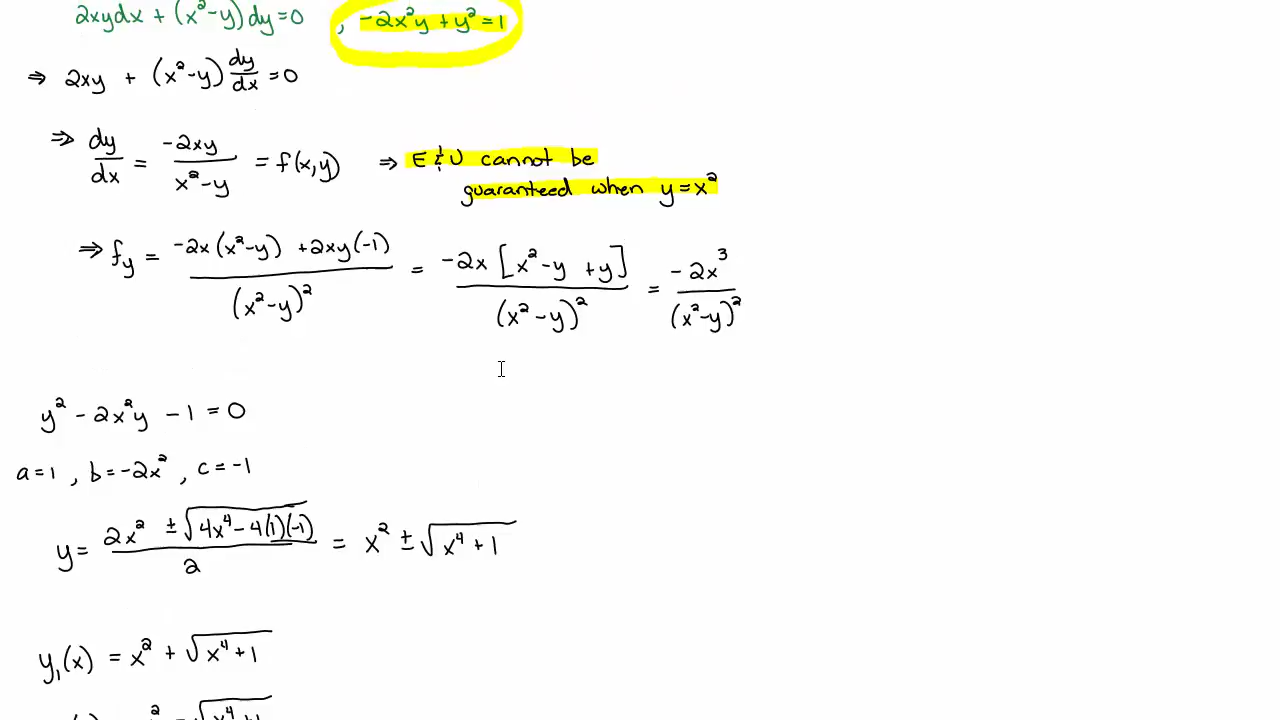 2xydx + (x²-y)dy=0 , -2x²y + y² = 1
⇒ 2xy + (x²-y) dy/dx = 0
⇒ dy/dx = -2xy/(x²-y) = f(x,y) ⇒ E & U cannot be
guaranteed when y = x²
⇒ f_y = (-2x(x²-y) + 2xy(-1))/(x²-y)² = (-2x[x²-y+y])/(x²-y)² = -2x³/(x²-y)²
y² - 2x²y - 1 = 0
a=1 , b=-2x² , c=-1
y = (2x² ± √(4x⁴-4(1)(-1)))/2 = x² ± √(x⁴+1)
y₁(x) = x² + √(x⁴+1)